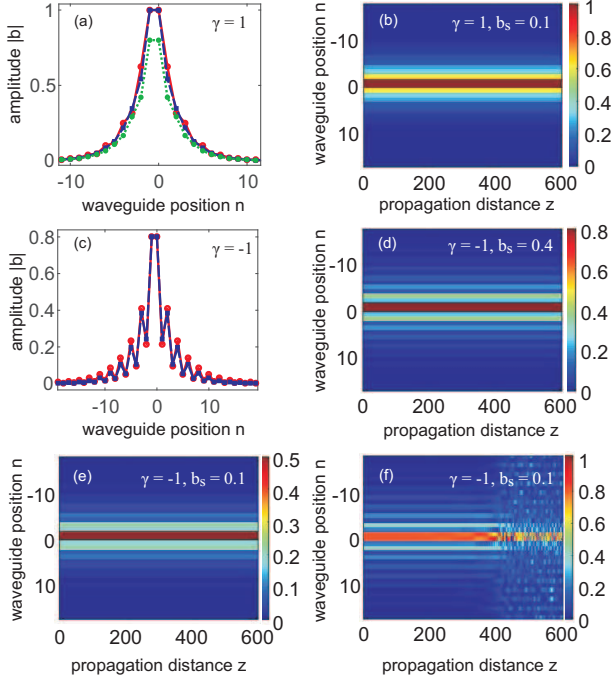 (a)
γ = 1
amplitude |b|
1
0.5
0
-10
0
10
waveguide position n
(b)
γ = 1, b_s = 0.1
waveguide position n
-10
0
10
0
200
400
600
propagation distance z
1
0.8
0.6
0.4
0.2
0
(c)
γ = -1
amplitude |b|
0.8
0.6
0.4
0.2
0
-10
0
10
waveguide position n
(d)
γ = -1, b_s = 0.4
waveguide position n
-10
0
10
0
200
400
600
propagation distance z
0.8
0.6
0.4
0.2
0
(e)
γ = -1, b_s = 0.1
waveguide position n
-10
0
10
0
200
400
600
propagation distance z
0.5
0.4
0.3
0.2
0.1
0
(f)
γ = -1, b_s = 0.1
waveguide position n
-10
0
10
0
200
400
600
propagation distance z
1
0.8
0.6
0.4
0.2
0